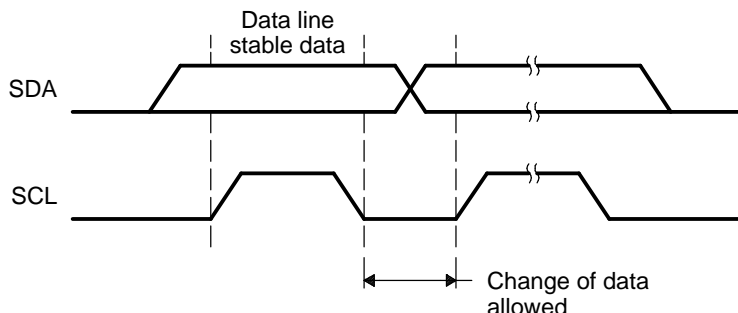 Data line
stable data
SDA
SCL
Change of data
allowed